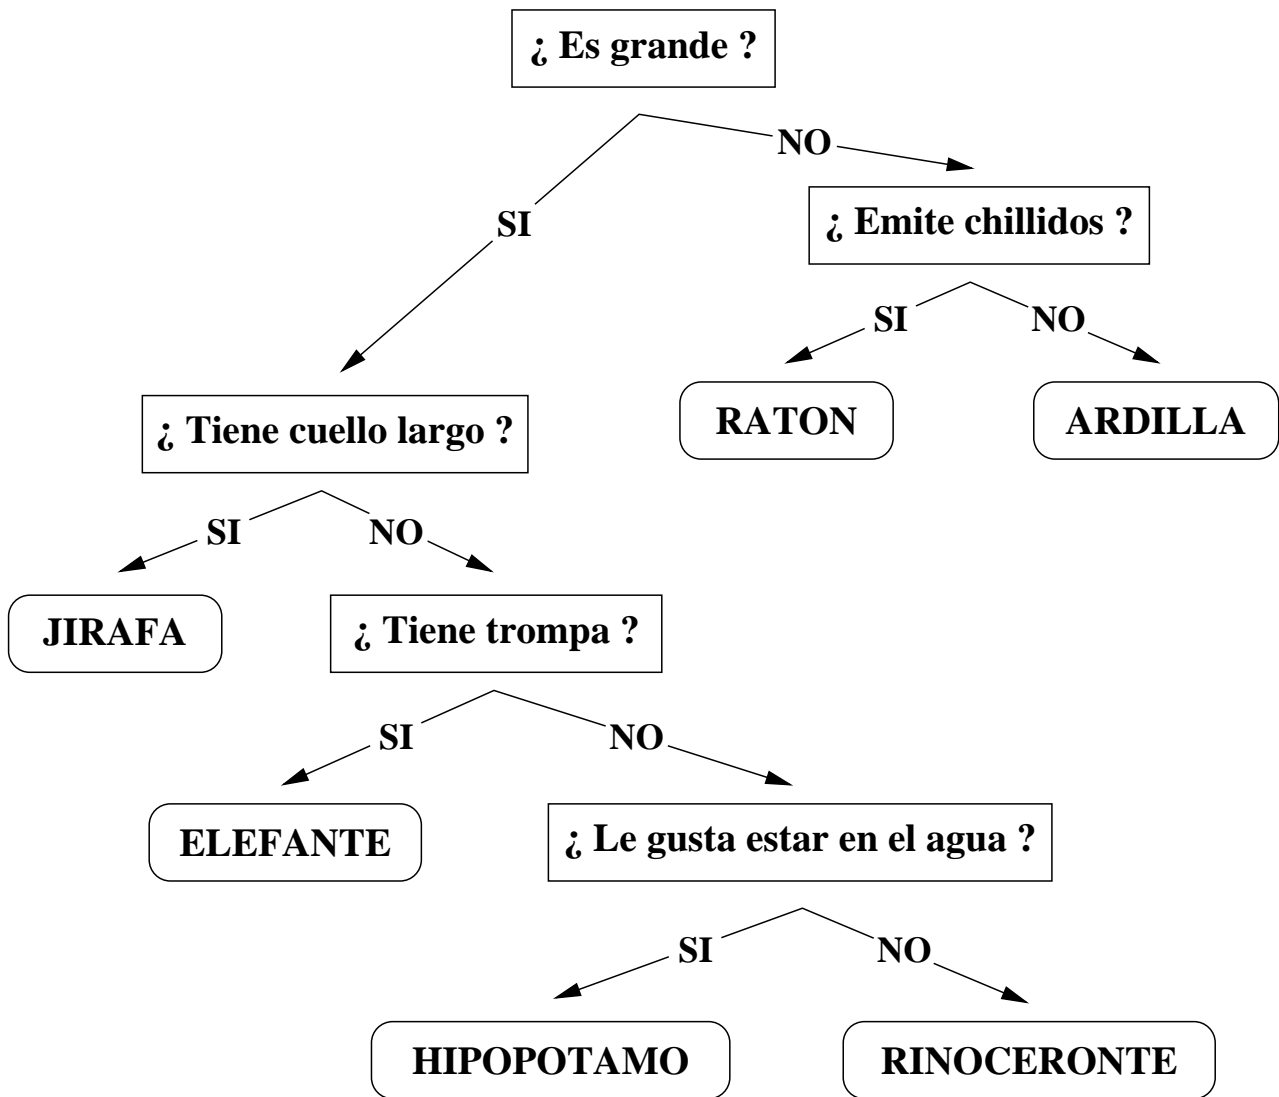 ¿ Es grande ?
NO
SI
¿ Emite chillidos ?
SI
NO
RATON
ARDILLA
¿ Tiene cuello largo ?
SI
NO
JIRAFA
¿ Tiene trompa ?
SI
NO
ELEFANTE
¿ Le gusta estar en el agua ?
SI
NO
HIPOPOTAMO
RINOCERONTE